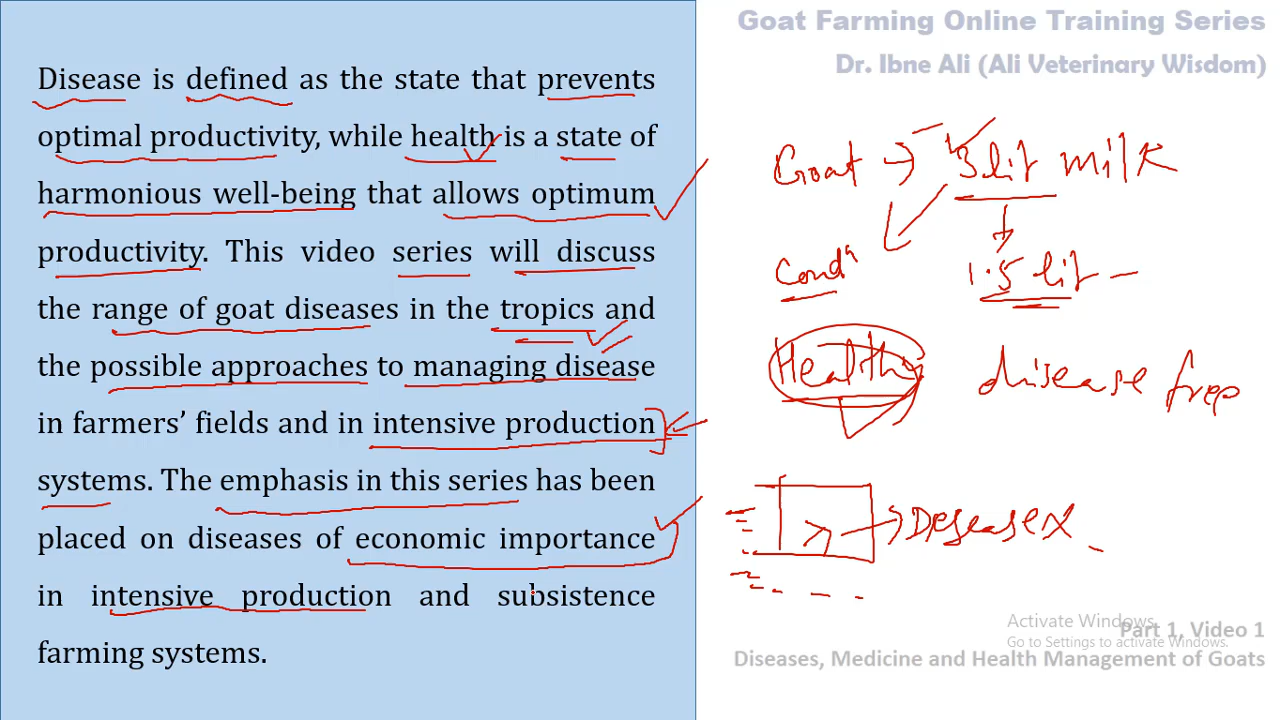 Disease is defined as the state that prevents
optimal productivity, while health is a state of
harmonious well-being that allows optimum
productivity. This video series will discuss
the range of goat diseases in the tropics and
the possible approaches to managing disease
in farmers’ fields and in intensive production
systems. The emphasis in this series has been
placed on diseases of economic importance
in intensive production and subsistence
farming systems.
Goat Farming Online Training Series
Dr. Ibne Ali (Ali Veterinary Wisdom)
Goat → 3 lit milk
Condn 1.5 lit
Healthy disease free
Disease
Activate Windows
Go to Settings to activate Windows.
Part 1, Video 1
Diseases, Medicine and Health Management of Goats